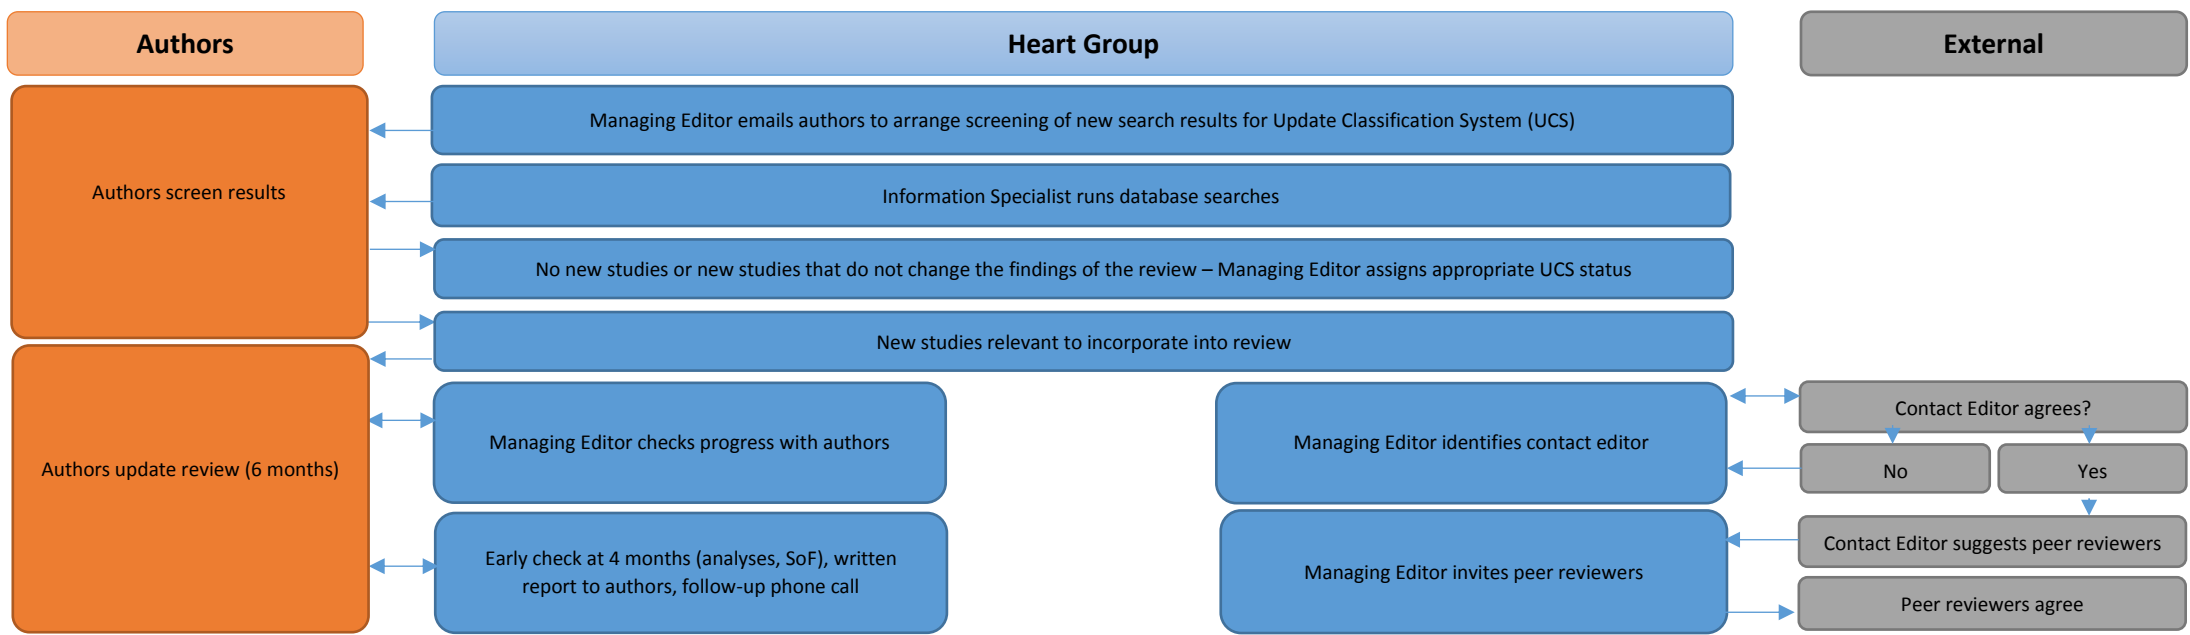 Authors
Heart Group
External
Managing Editor emails authors to arrange screening of new search results for Update Classification System (UCS)
Authors screen results
Information Specialist runs database searches
No new studies or new studies that do not change the findings of the review – Managing Editor assigns appropriate UCS status
New studies relevant to incorporate into review
Authors update review (6 months)
Managing Editor checks progress with authors
Managing Editor identifies contact editor
Contact Editor agrees?
No
Yes
Early check at 4 months (analyses, SoF), written
report to authors, follow-up phone call
Managing Editor invites peer reviewers
Contact Editor suggests peer reviewers
Peer reviewers agree